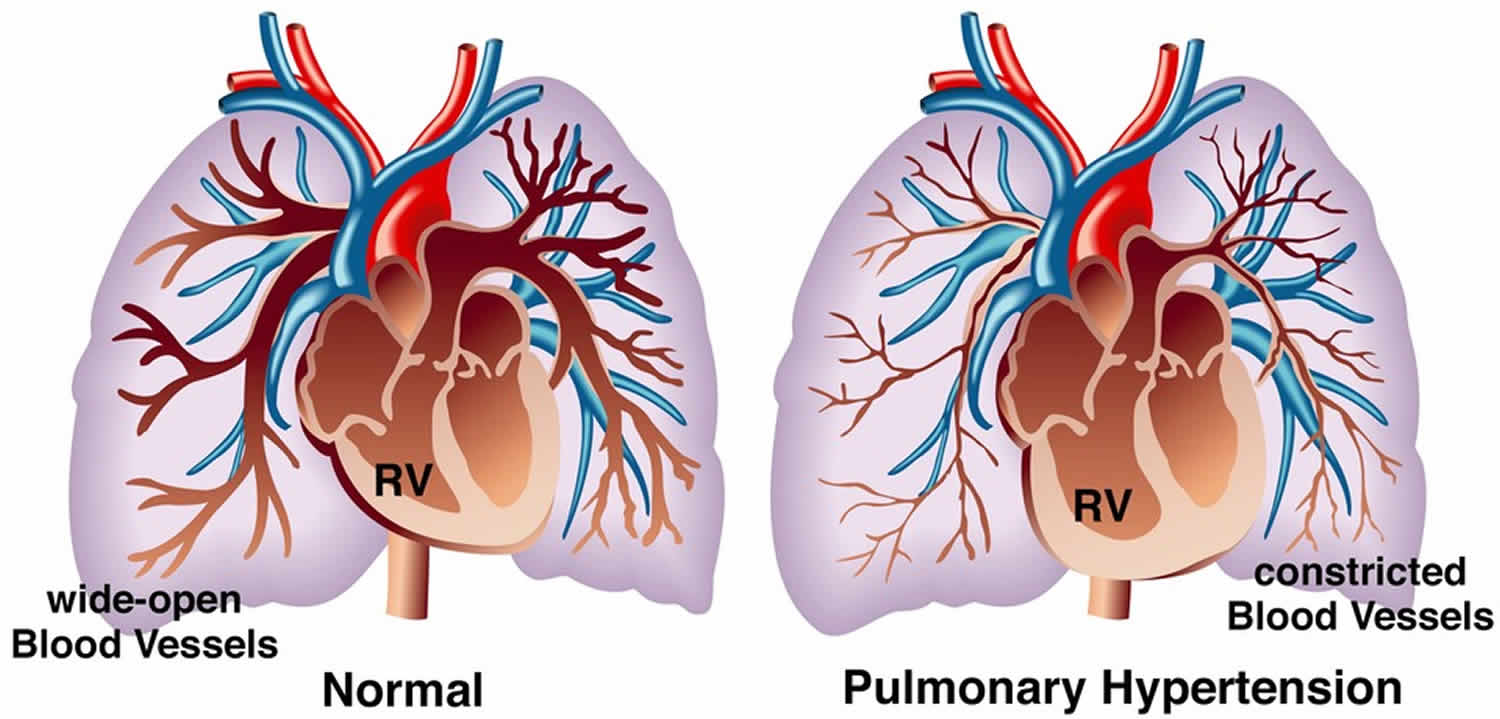 RV
wide-open
Blood Vessels
Normal
RV
constricted
Blood Vessels
Pulmonary Hypertension